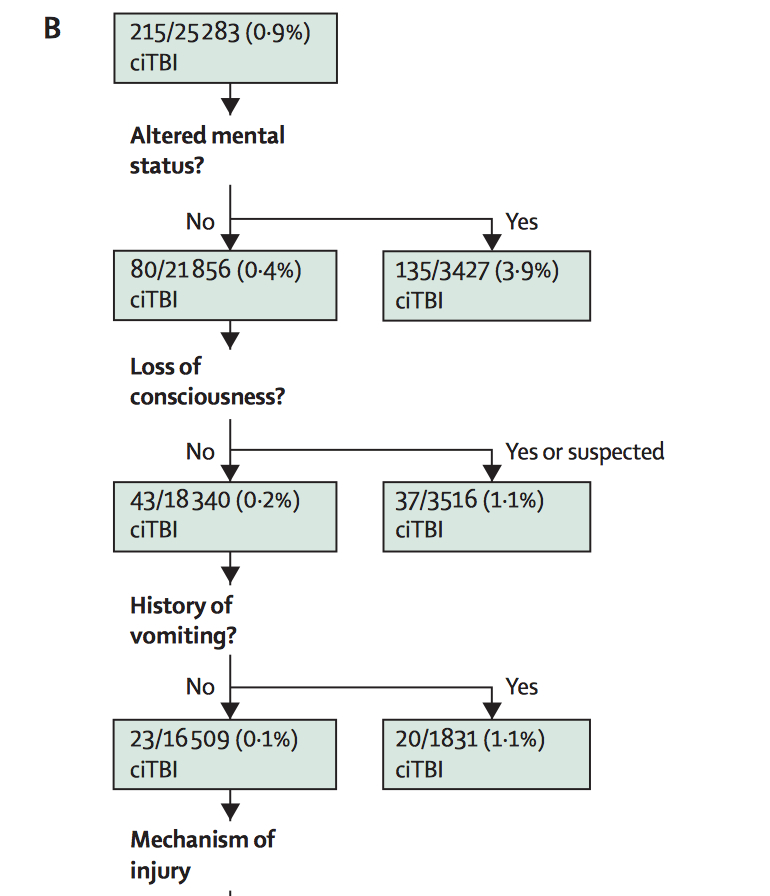 B
215/25283 (0·9%)
ciTBI
Altered mental
status?
No
Yes
80/21856 (0·4%)
ciTBI
135/3427 (3·9%)
ciTBI
Loss of
consciousness?
No
Yes or suspected
43/18340 (0·2%)
ciTBI
37/3516 (1·1%)
ciTBI
History of
vomiting?
No
Yes
23/16509 (0·1%)
ciTBI
20/1831 (1·1%)
ciTBI
Mechanism of
injury